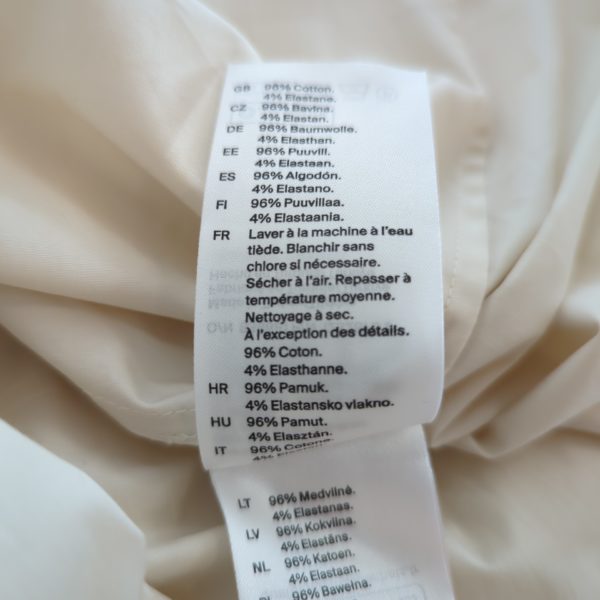 GB 96% Cotton.
4% Elastane.
CZ 96% Bavlna.
4% Elastan.
DE 96% Baumwolle.
4% Elasthan.
EE 96% Puuvill.
4% Elastaan.
ES 96% Algodón.
4% Elastano.
FI 96% Puuvillaa.
4% Elastaania.
FR Laver à la machine à l'eau
tiède. Blanchir sans
chlore si nécessaire.
Sécher à l'air. Repasser à
température moyenne.
Nettoyage à sec.
À l'exception des détails.
96% Coton.
4% Elasthanne.
HR 96% Pamuk.
4% Elastansko vlakno.
HU 96% Pamut.
4% Elasztán.
IT 96% Cotone.
4% Elastan
LT 96% Medvilnė.
4% Elastanas.
LV 96% Kokvilna.
4% Elastāns.
NL 96% Katoen.
4% Elastaan.
96% Bawełna.